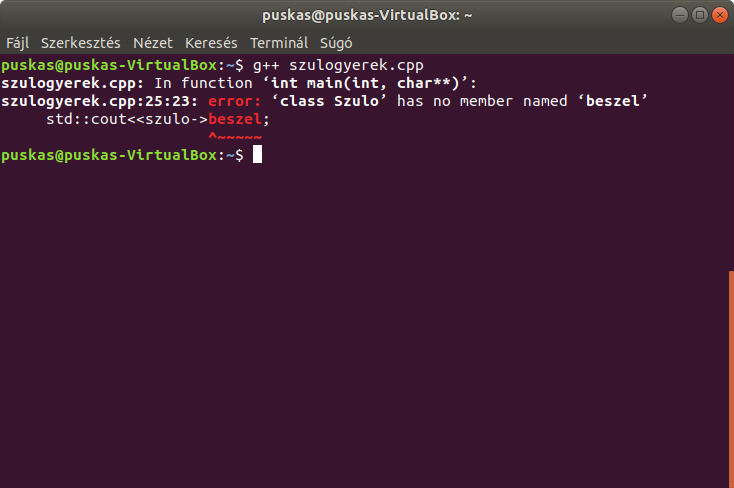 puskas@puskas-VirtualBox: ~
Fájl Szerkesztés Nézet Keresés Terminál Súgó
puskas@puskas-VirtualBox:~$ g++ szulogyerek.cpp
szulogyerek.cpp: In function ‘int main(int, char**)’:
szulogyerek.cpp:25:23: error: ‘class Szulo’ has no member named ‘beszel’
     std::cout<<szulo->beszel;
                       ^~~~~~
puskas@puskas-VirtualBox:~$